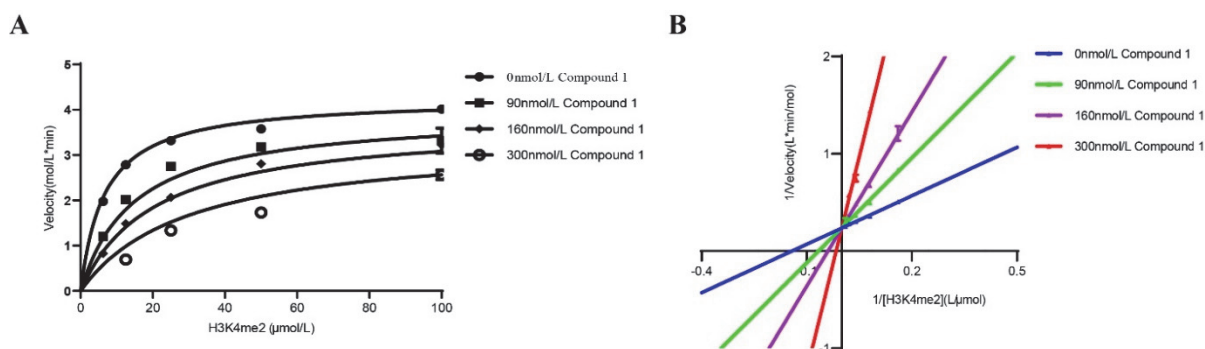 A
Velocity(mol/L*min)
5
4
3
2
1
0
0 20 40 60 80 100
H3K4me2 (µmol/L)
0nmol/L Compound 1
90nmol/L Compound 1
160nmol/L Compound 1
300nmol/L Compound 1
B
1/Velocity(L*min/mol)
2
1
-1
-0.4 0.1 0.2 0.5
1/[H3K4me2](L/µmol)
0nmol/L Compound 1
90nmol/L Compound 1
160nmol/L Compound 1
300nmol/L Compound 1